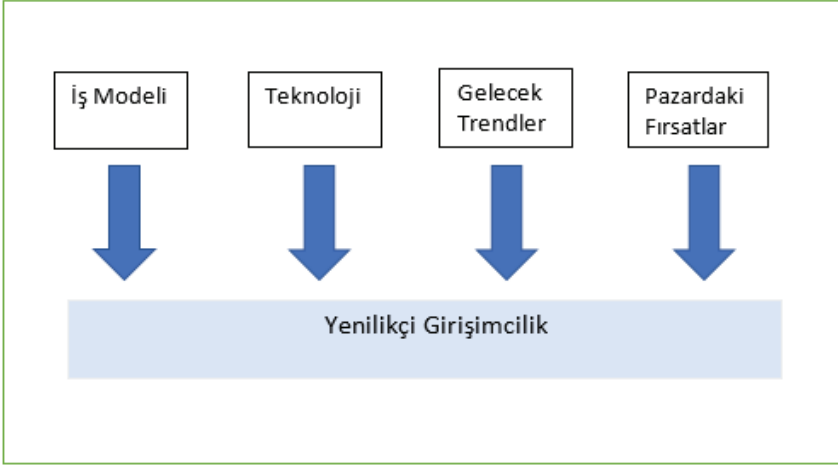 İş Modeli
Teknoloji
Gelecek
Trendler
Pazardaki
Fırsatlar
Yenilikçi Girişimcilik